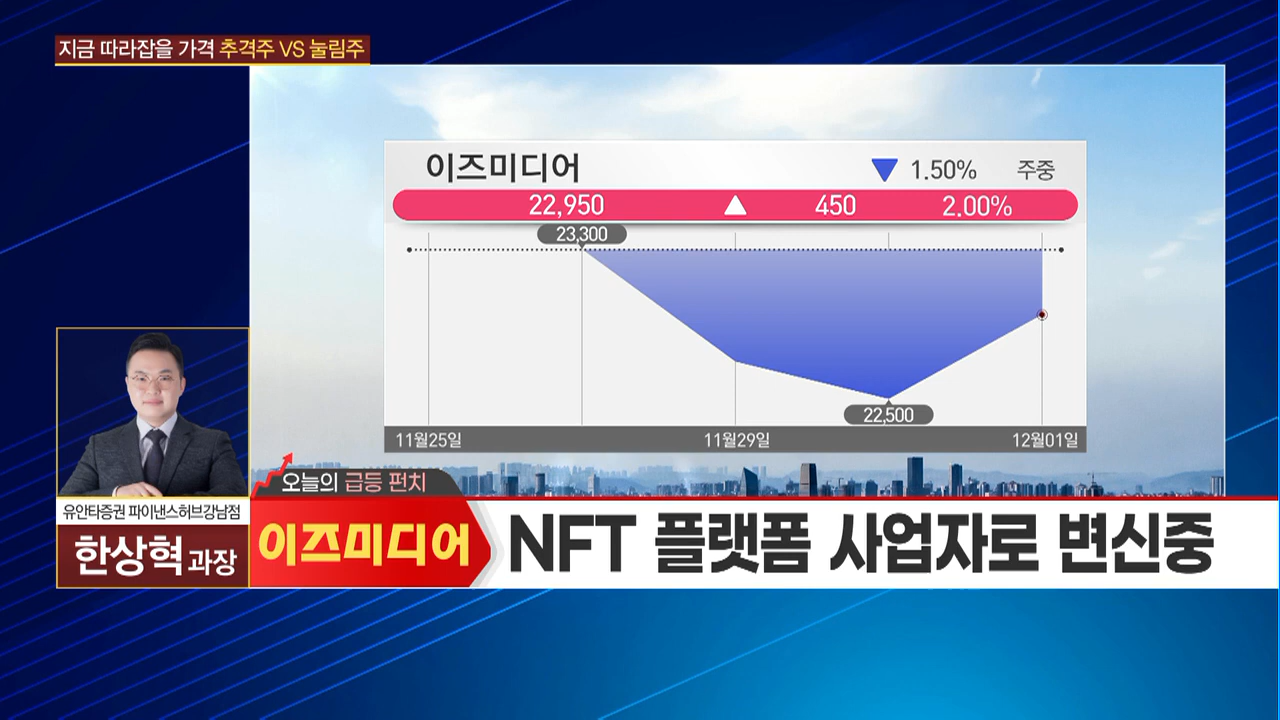 지금 따라잡을 가격 추격주 VS 눌림주
이즈미디어 ▼ 1.50% 주중
22,950 ▲ 450 2.00%
23,300
22,500
11월25일 11월29일 12월01일
오늘의 급등 펀치
유안타증권 파이낸스허브강남점
한상혁 과장
이즈미디어
NFT 플랫폼 사업자로 변신중